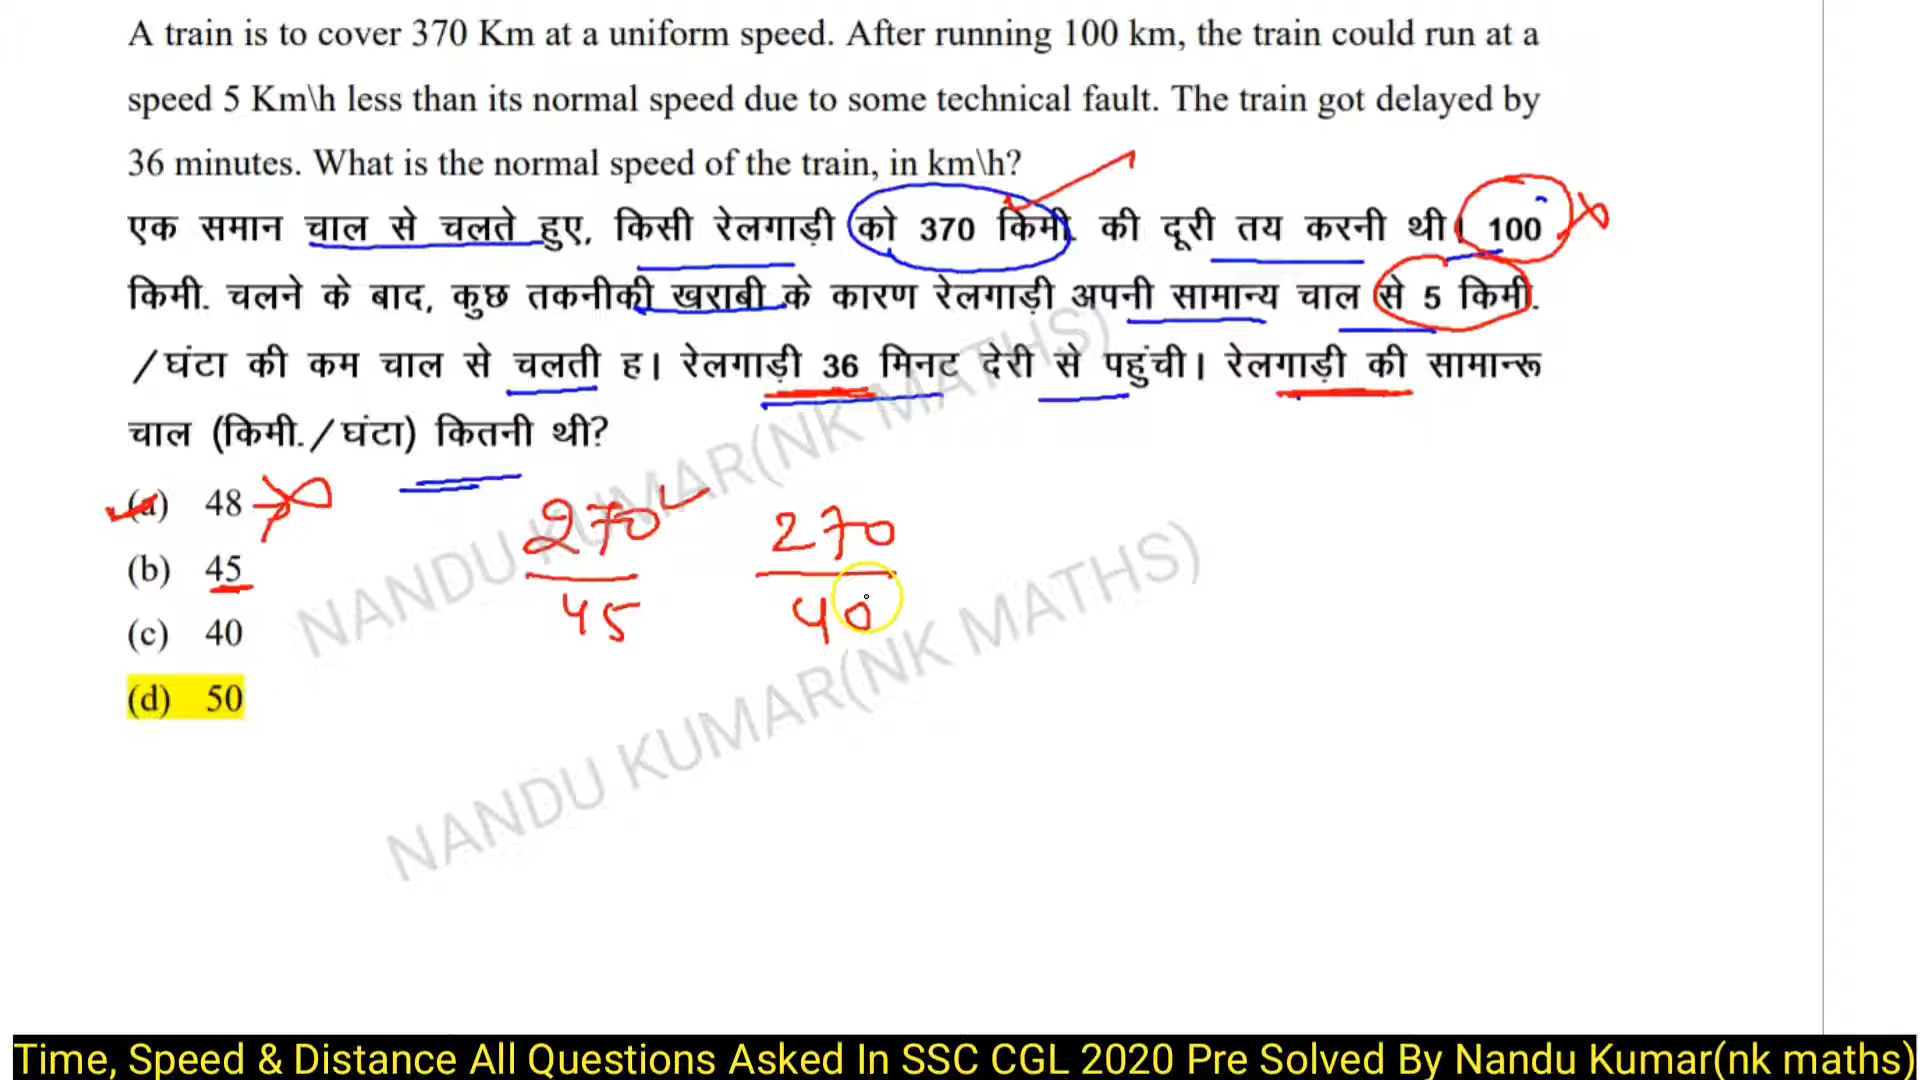 A train is to cover 370 Km at a uniform speed. After running 100 km, the train could run at a
speed 5 Km\h less than its normal speed due to some technical fault. The train got delayed by
36 minutes. What is the normal speed of the train, in km\h?
एक समान चाल से चलते हुए, किसी रेलगाड़ी को 370 किमी. की दूरी तय करनी थी। 100
किमी. चलने के बाद, कुछ तकनीकी खराबी के कारण रेलगाड़ी अपनी सामान्य चाल से 5 किमी.
/घंटा की कम चाल से चलती ह। रेलगाड़ी 36 मिनट देरी से पहुंची। रेलगाड़ी की सामान्रू
चाल (किमी./घंटा) कितनी थी?
(a) 48
(b) 45
(c) 40
(d) 50
270 270
45 40
NANDU KUMAR(NK MATHS)
NANDU KUMAR(NK MATHS)
Time, Speed & Distance All Questions Asked In SSC CGL 2020 Pre Solved By Nandu Kumar(nk maths)